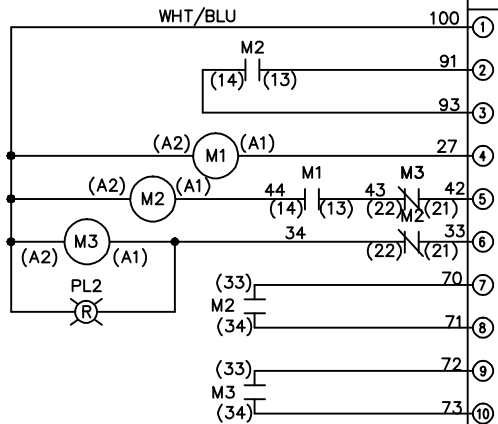 WHT/BLU 100 1
M2 91 2
(14) (13)
93 3
(A2) M1 (A1) 27 4
(A2) M2 (A1) 44 M1 43 M3 42 5
(14) (13) (22) (21)
(A2) M3 (A1) 34 M2 33 6
(22) (21)
PL2
R
(33) 70 7
M2
(34) 71 8
(33) 72 9
M3
(34) 73 10